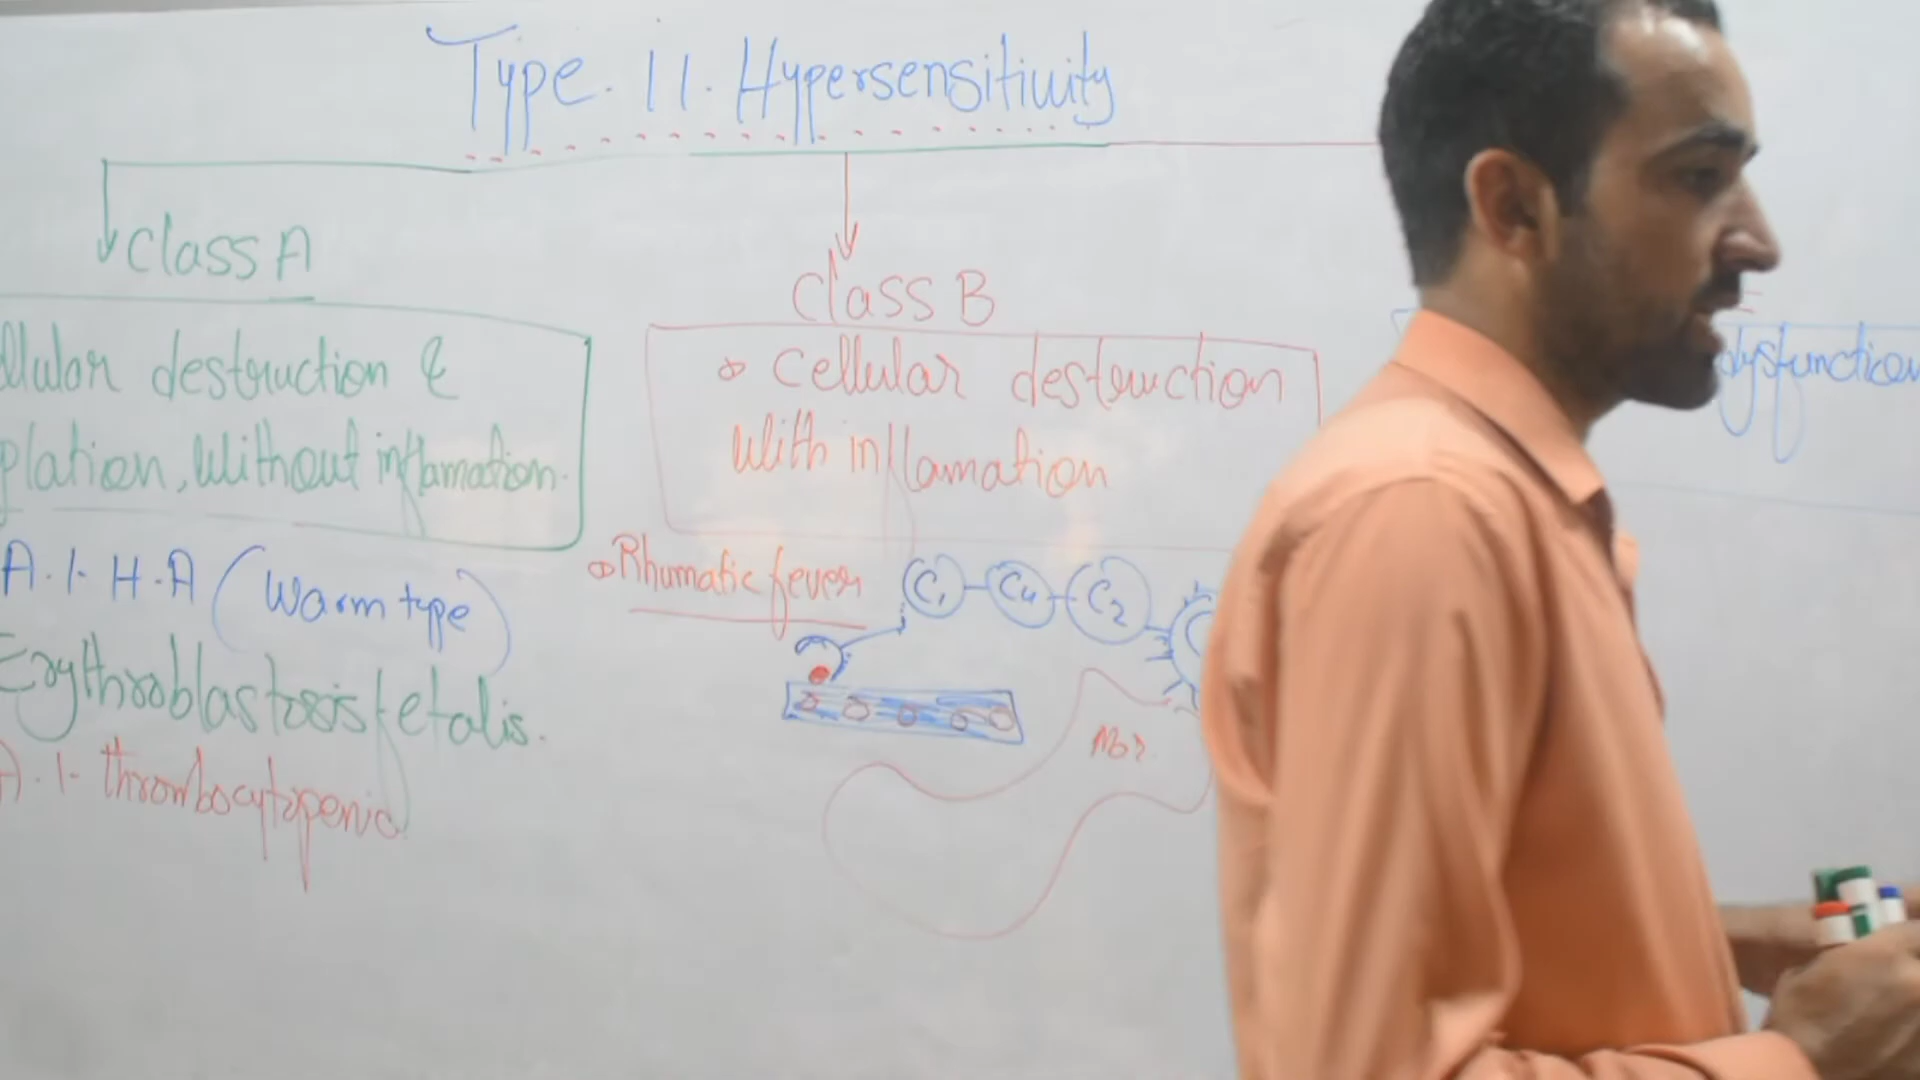 Type. II. Hypersensitivity
Class A
Class B
llular destruction &
plation, without inflamation.
cellular destruction
with inflamation
dysfunction
A.I.H.A (Warm type)
Erythroblastosis fetalis.
A.I. thrombocytopenia
Rhumatic fever
C1 C4 C2